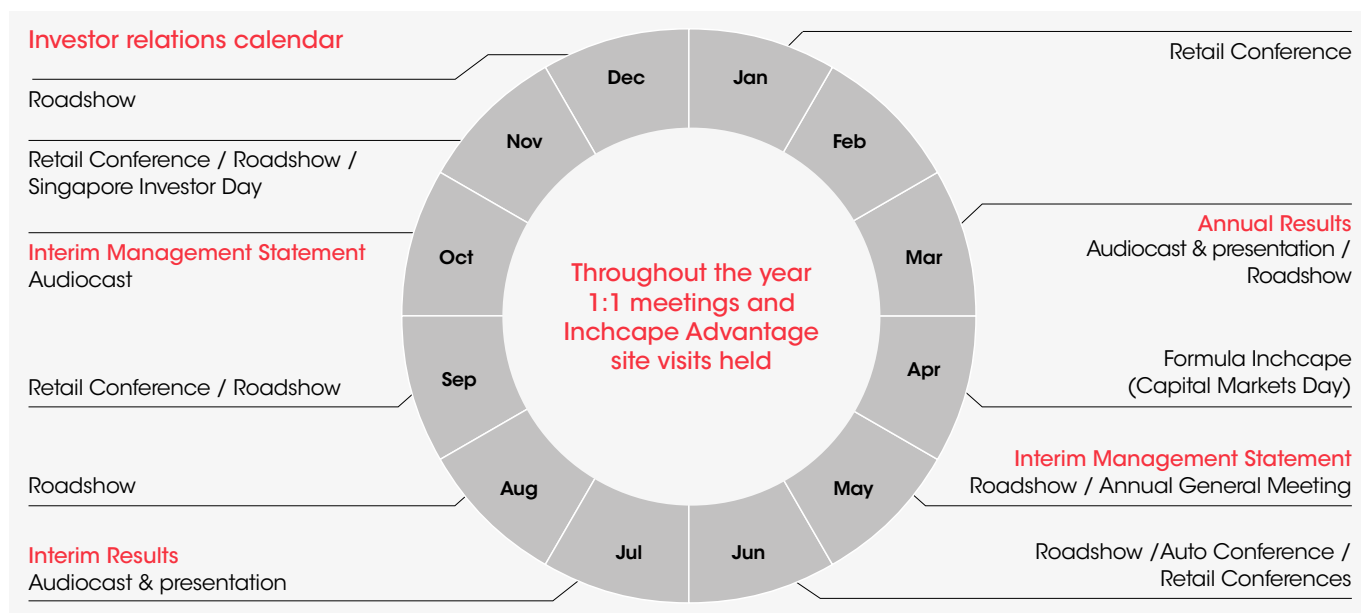 Investor relations calendar
Roadshow
Retail Conference / Roadshow /
Singapore Investor Day
Interim Management Statement
Audiocast
Retail Conference / Roadshow
Roadshow
Interim Results
Audiocast & presentation
Dec
Jan
Nov
Feb
Oct
Mar
Sep
Apr
Aug
May
Jul
Jun
Throughout the year
1:1 meetings and
Inchcape Advantage
site visits held
Retail Conference
Annual Results
Audiocast & presentation /
Roadshow
Formula Inchcape
(Capital Markets Day)
Interim Management Statement
Roadshow / Annual General Meeting
Roadshow /Auto Conference /
Retail Conferences